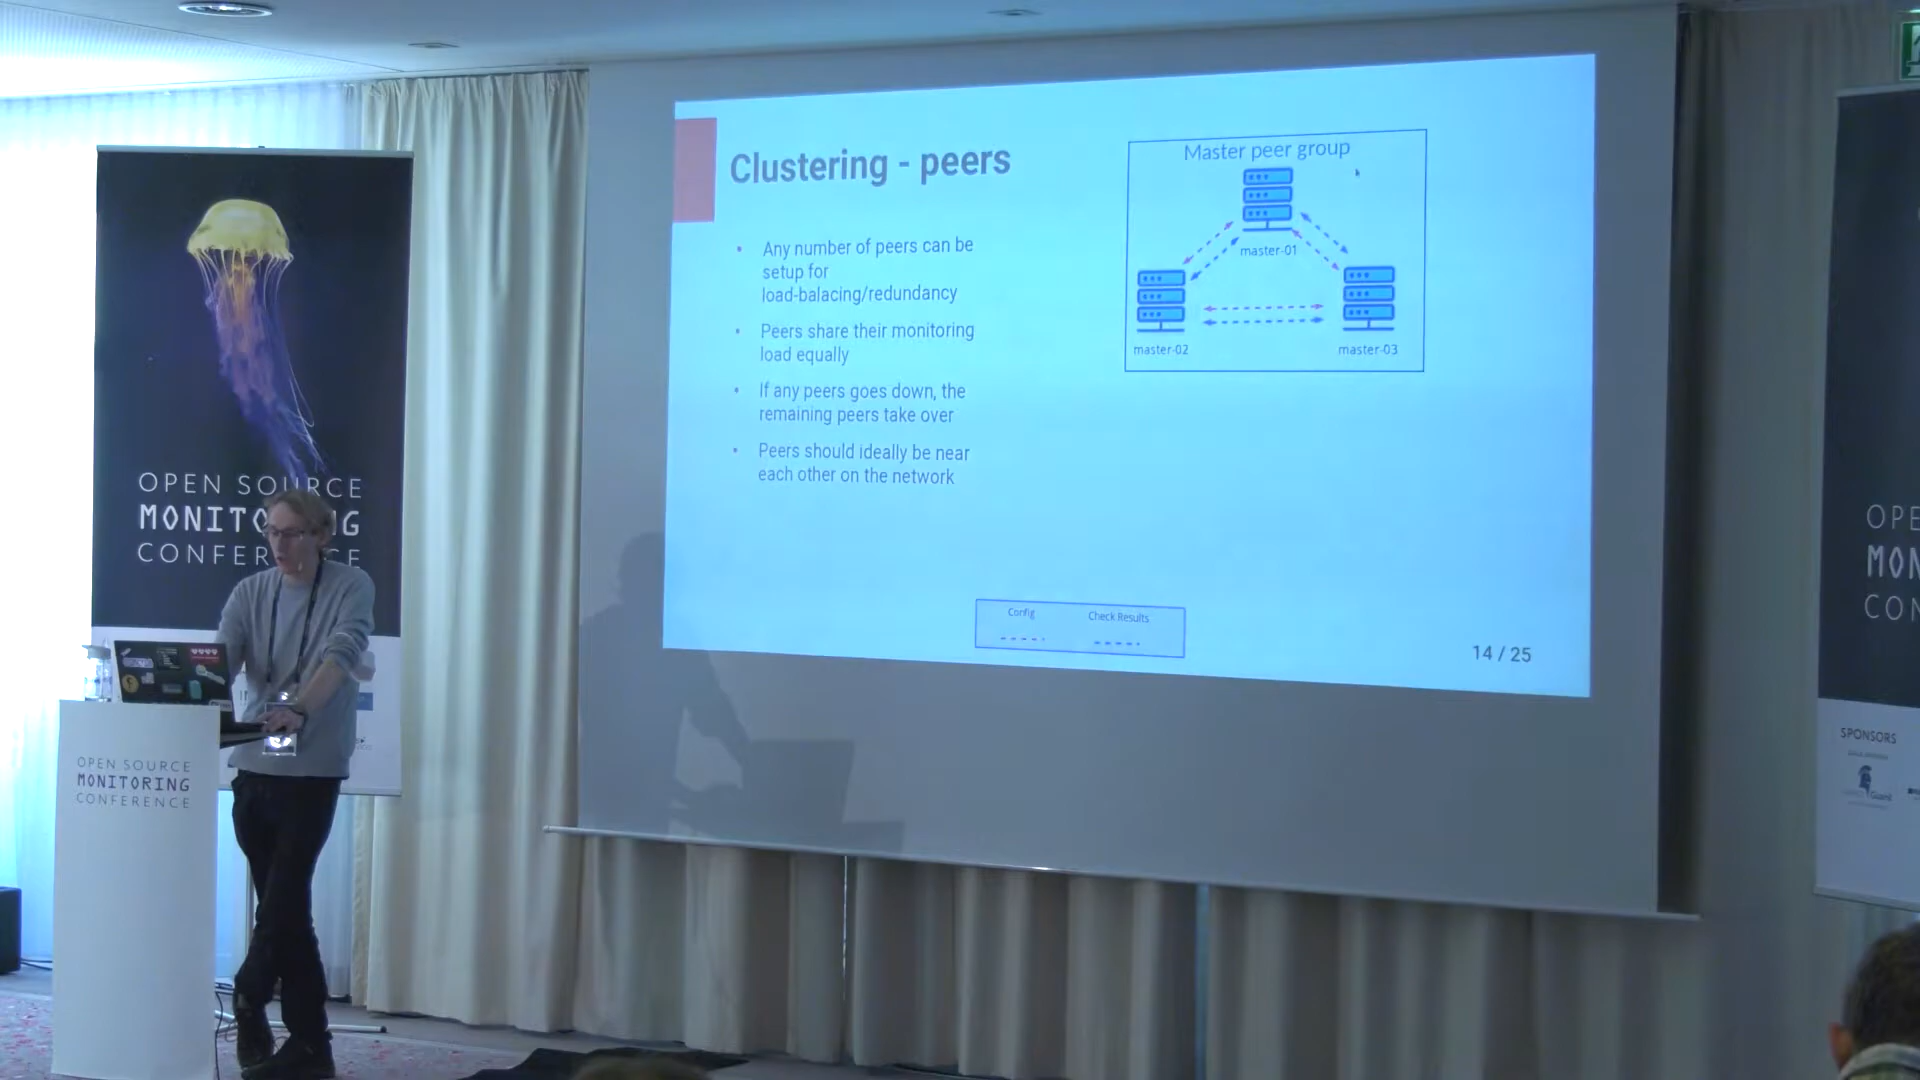 Clustering - peers
Any number of peers can be
setup for
load-balacing/redundancy
Peers share their monitoring
load equally
If any peers goes down, the
remaining peers take over
Peers should ideally be near
each other on the network
Master peer group
master-01
master-02
master-03
Config
Check Results
14 / 25
OPEN SOURCE
MONITORING
CONFERENCE
OPEN SOURCE
MONITORING
CONFERENCE
OPE
MON
CON
SPONSORS
Guard